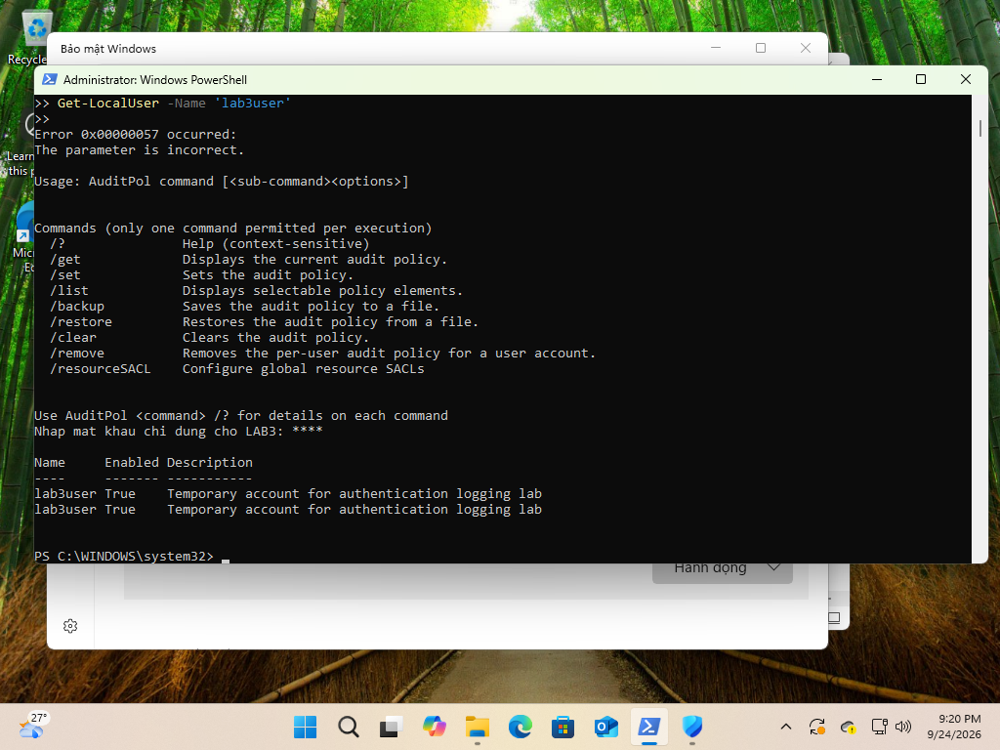 Recycle
Bảo mật Windows
Administrator: Windows PowerShell
>> Get-LocalUser -Name 'lab3user'
>>
Error 0x00000057 occurred:
The parameter is incorrect.
Usage: AuditPol command [<sub-command><options>]
Commands (only one command permitted per execution)
/? Help (context-sensitive)
/get Displays the current audit policy.
/set Sets the audit policy.
/list Displays selectable policy elements.
/backup Saves the audit policy to a file.
/restore Restores the audit policy from a file.
/clear Clears the audit policy.
/remove Removes the per-user audit policy for a user account.
/resourceSACL Configure global resource SACLs
Use AuditPol <command> /? for details on each command
Nhap mat khau chi dung cho LAB3: ****
Name Enabled Description
---- ------- -----------
lab3user True Temporary account for authentication logging lab
lab3user True Temporary account for authentication logging lab
PS C:\WINDOWS\system32>
Learn
this p
Micr
Ed
Hành động
27°
9:20 PM
9/24/2026